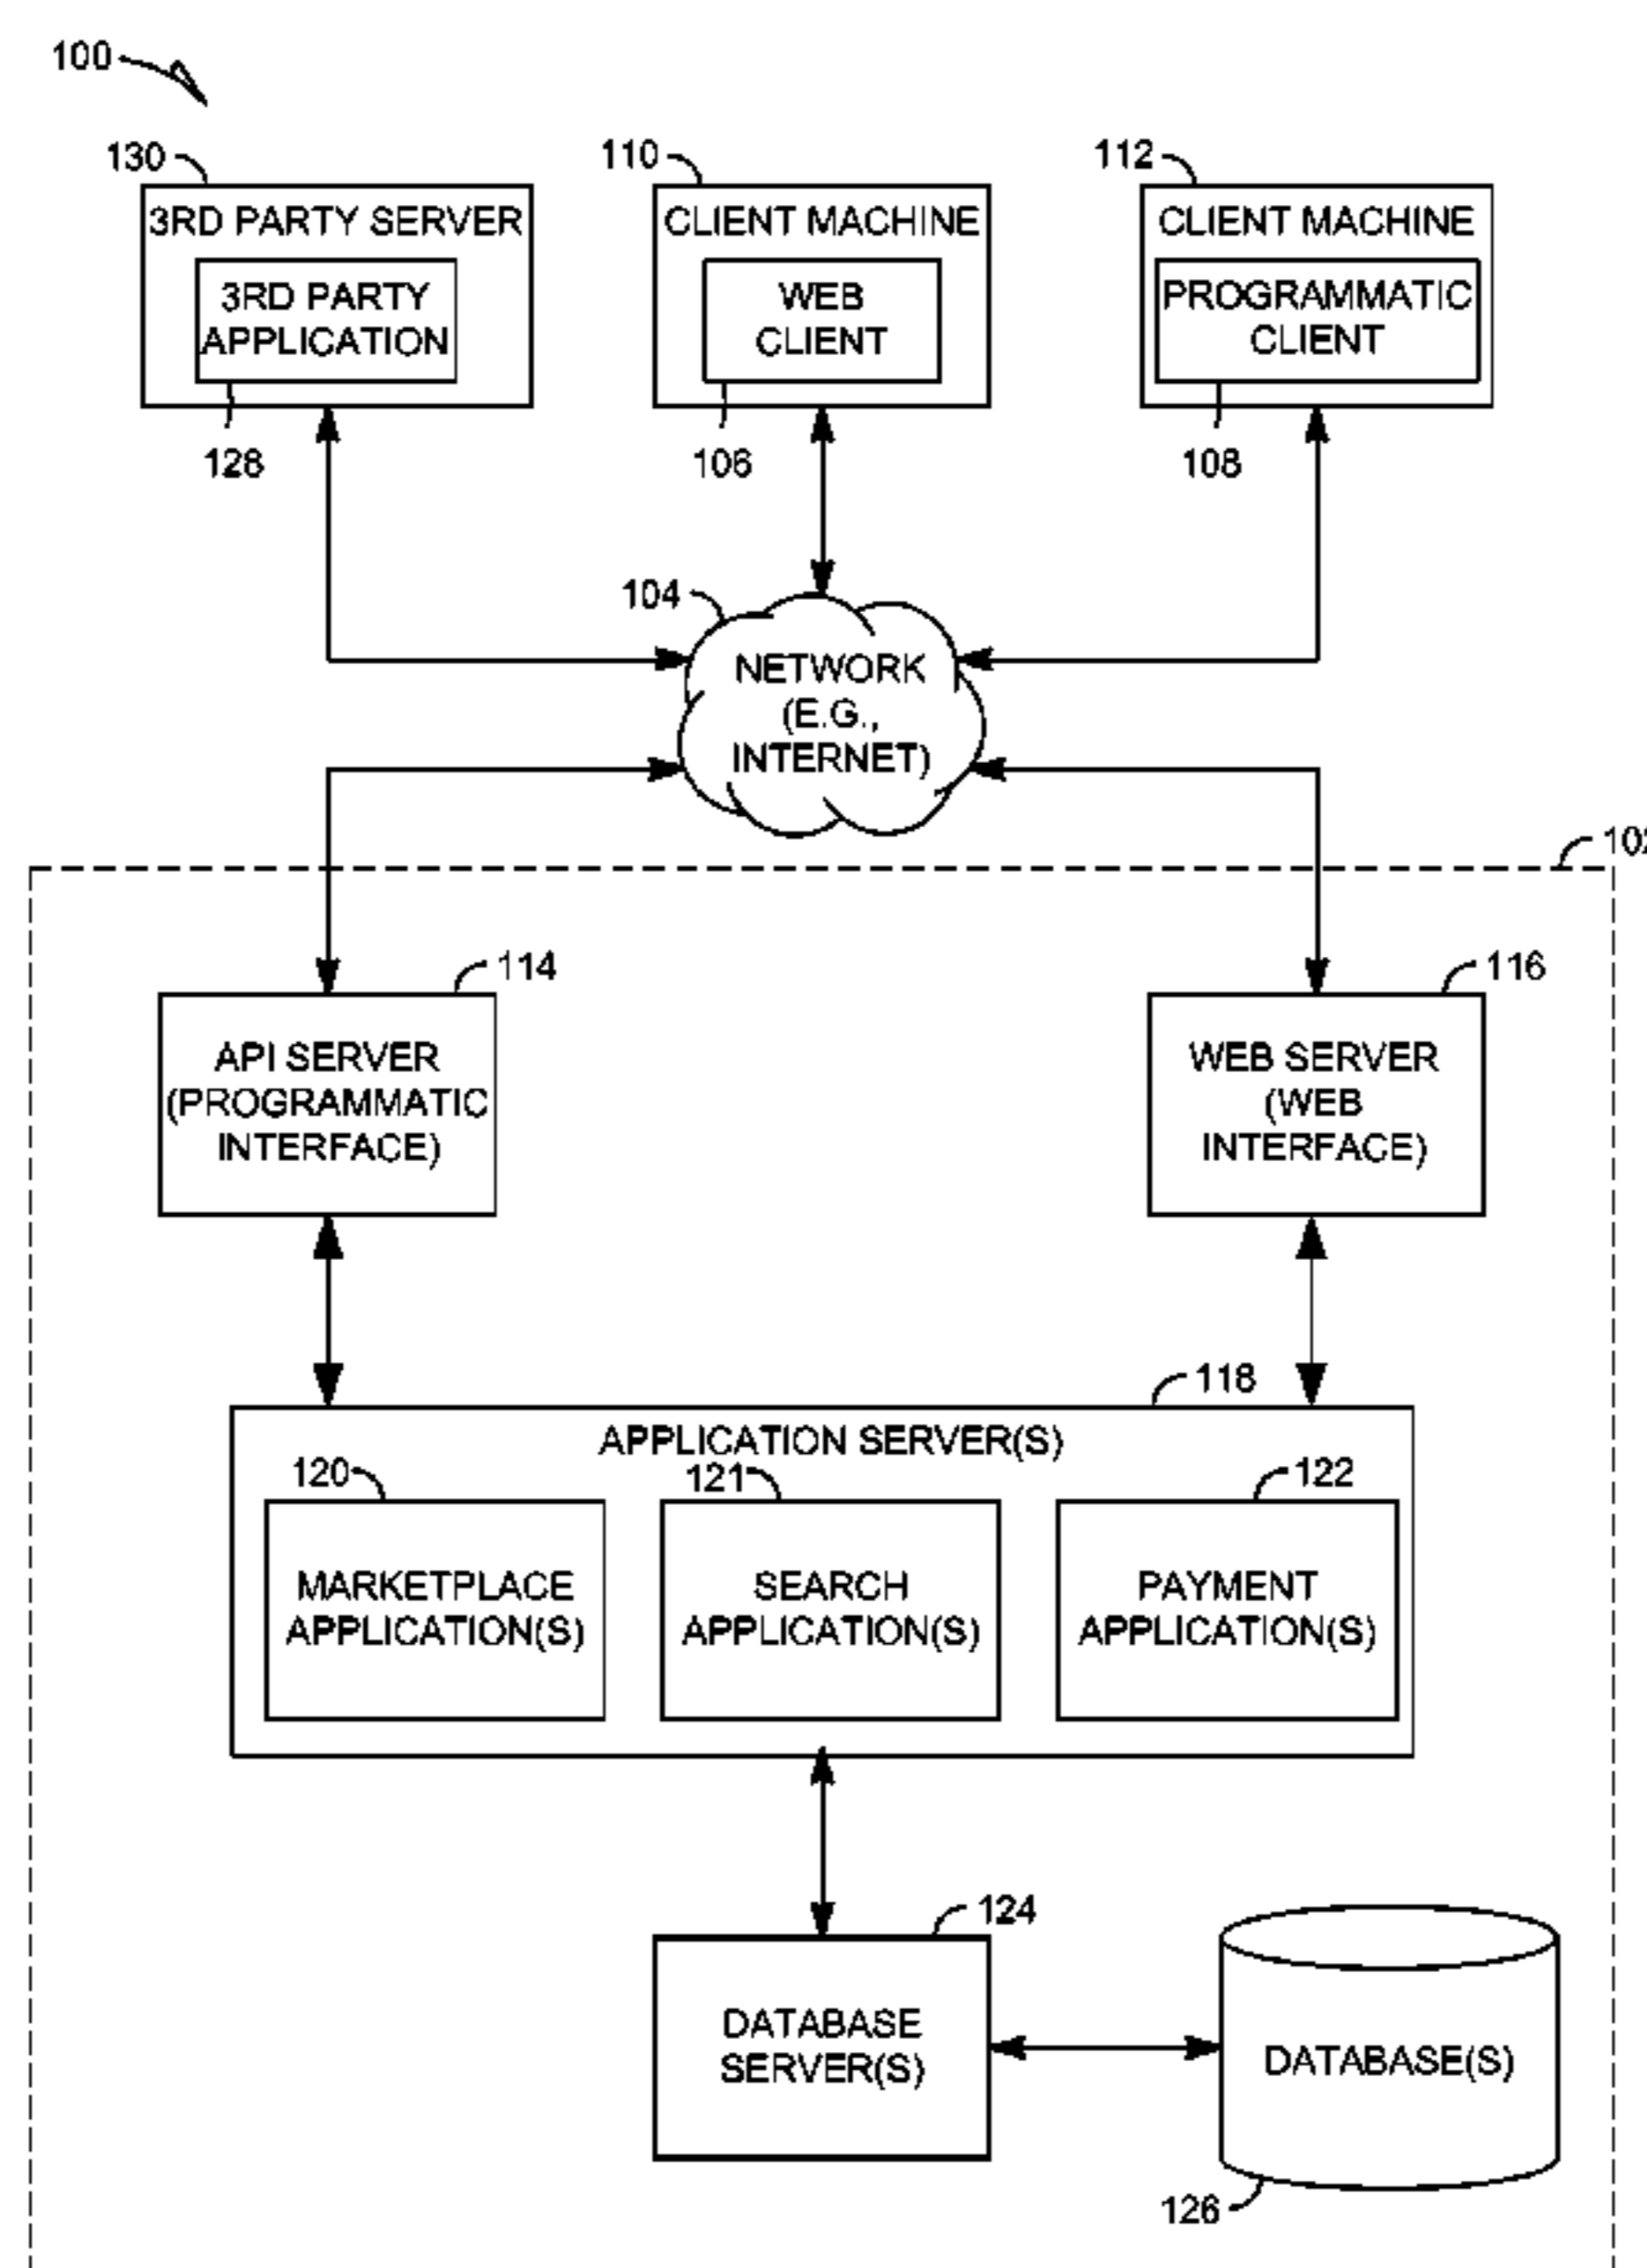 100
130
110
112
3RD PARTY SERVER
3RD PARTY
APPLICATION
CLIENT MACHINE
WEB
CLIENT
CLIENT MACHINE
PROGRAMMATIC
CLIENT
128
106
108
104
NETWORK
(E.G.,
INTERNET)
102
114
116
API SERVER
(PROGRAMMATIC
INTERFACE)
WEB SERVER
(WEB
INTERFACE)
118
APPLICATION SERVER(S)
120
121
122
MARKETPLACE
APPLICATION(S)
SEARCH
APPLICATION(S)
PAYMENT
APPLICATION(S)
124
DATABASE
SERVER(S)
DATABASE(S)
126